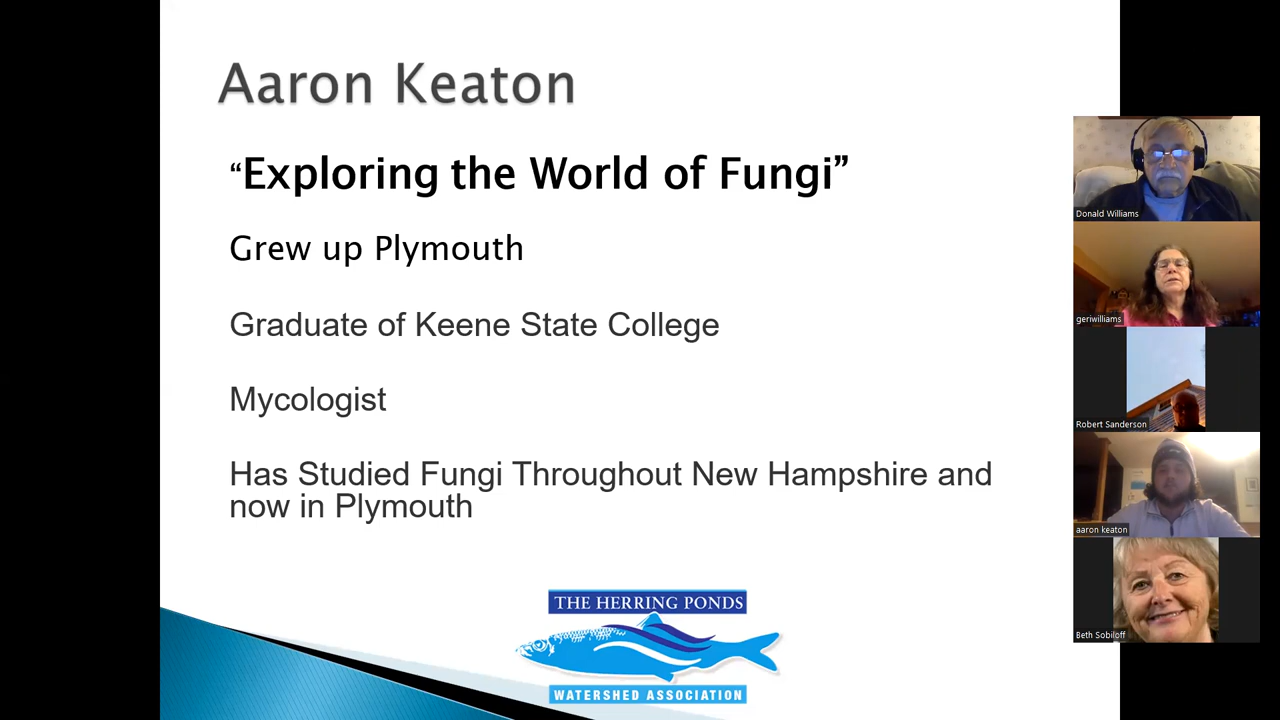 Aaron Keaton
“Exploring the World of Fungi”
Grew up Plymouth
Graduate of Keene State College
Mycologist
Has Studied Fungi Throughout New Hampshire and
now in Plymouth
THE HERRING PONDS
WATERSHED ASSOCIATION
Donald Williams
geriwilliams
Robert Sanderson
aaron keaton
Beth Sobiloff